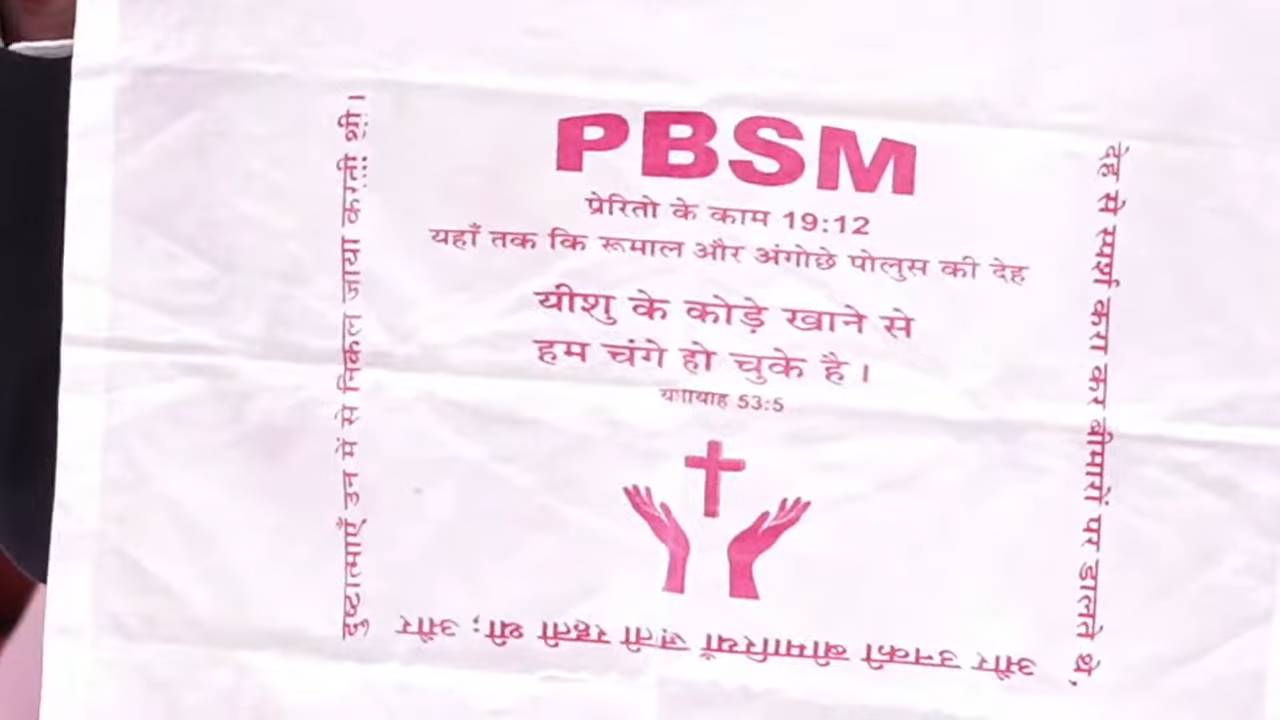 PBSM
प्रेरितो के काम 19:12
यहाँ तक कि रूमाल और अंगोछे पोलुस की देह
देह से स्पर्श करा कर बीमारों पर डालते थे,
और उनकी बीमारियाँ जाती रहती थी; और
दुष्टात्माएँ उन में से निकल जाया करती थी।
यीशु के कोड़े खाने से
हम चंगे हो चुके है।
53:5